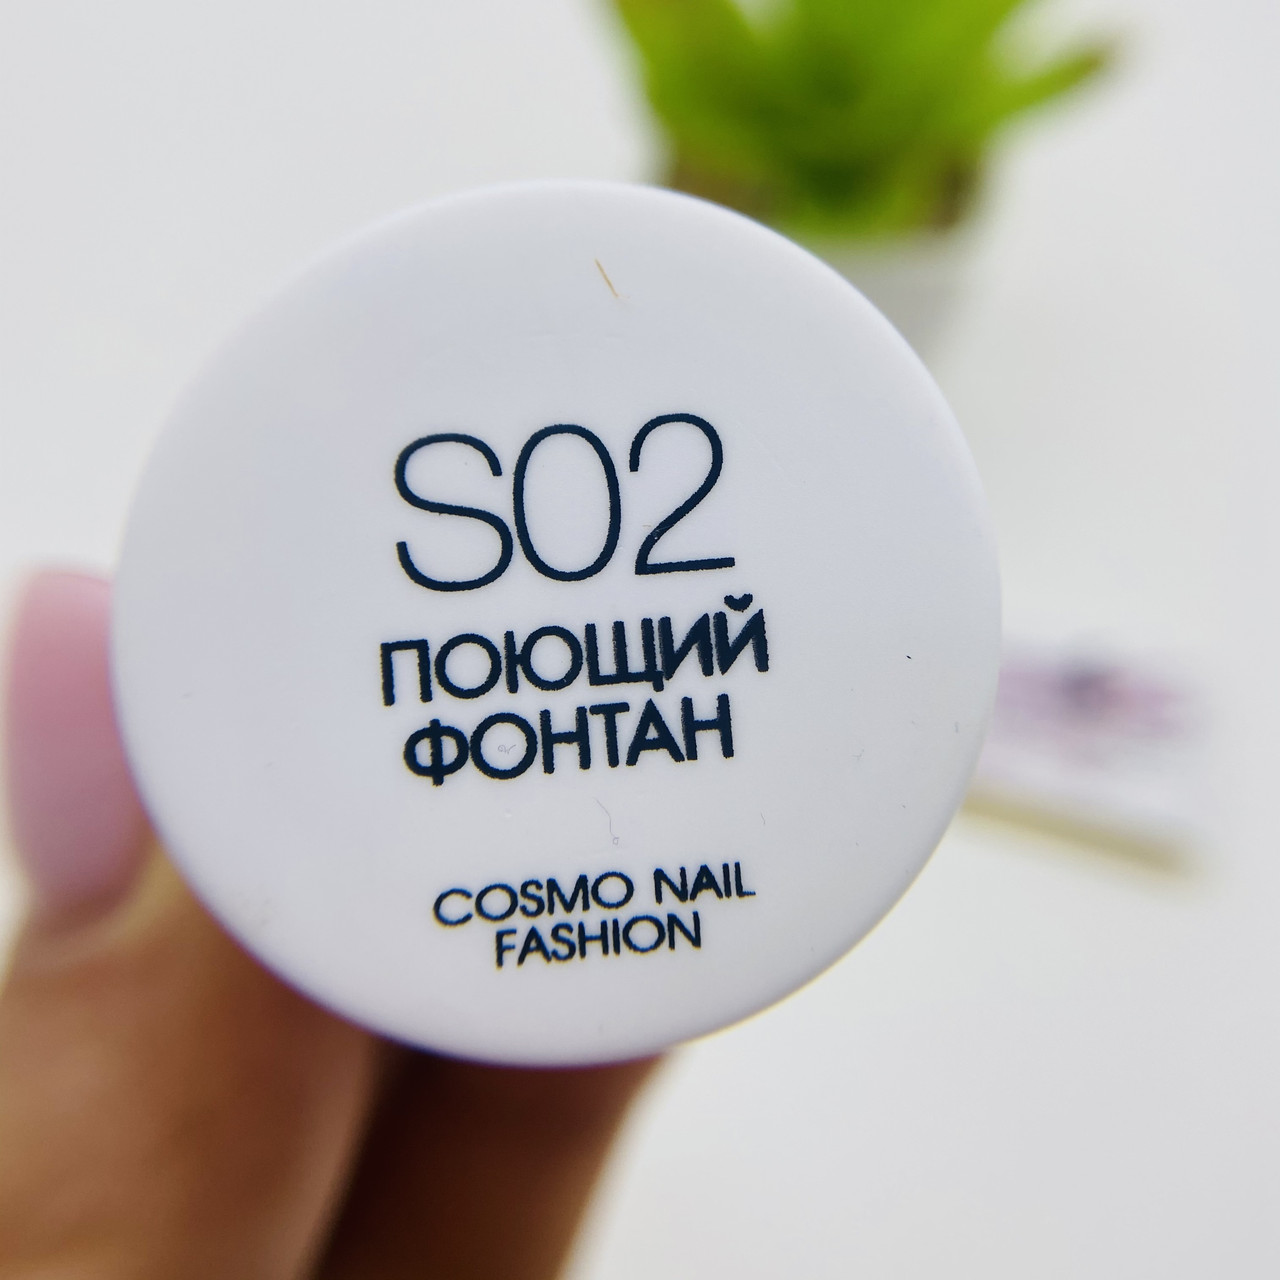 S02
ПОЮЩИЙ
ФОНТАН
COSMO NAIL
FASHION